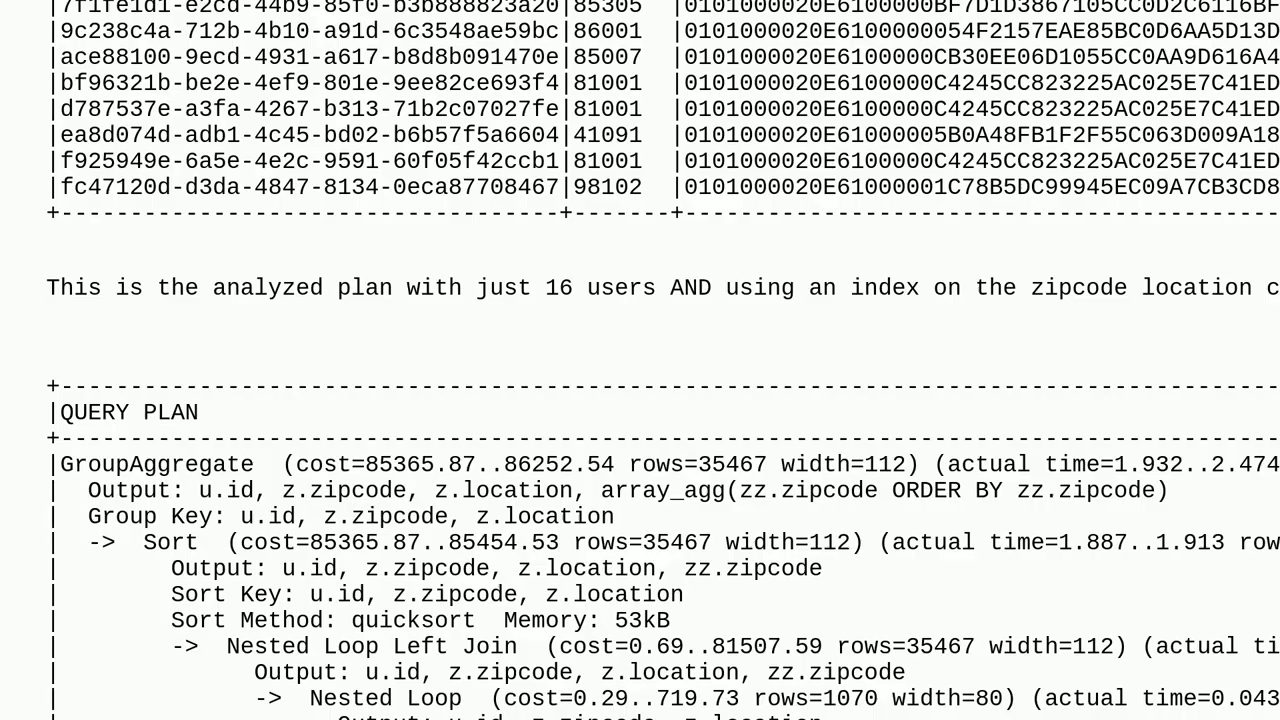 |7f1fe1d1-e2cd-44b9-85f0-b3b888823a20|85305  |0101000020E6100000BF7D1D3867105CC0D2C6116BF
|9c238c4a-712b-4b10-a91d-6c3548ae59bc|86001  |0101000020E6100000054F2157EAE85BC0D6AA5D13D
|ace88100-9ecd-4931-a617-b8d8b091470e|85007  |0101000020E6100000CB30EE06D1055CC0AA9D616A4
|bf96321b-be2e-4ef9-801e-9ee82ce693f4|81001  |0101000020E6100000C4245CC823225AC025E7C41ED
|d787537e-a3fa-4267-b313-71b2c07027fe|81001  |0101000020E6100000C4245CC823225AC025E7C41ED
|ea8d074d-adb1-4c45-bd02-b6b57f5a6604|41091  |0101000020E61000005B0A48FB1F2F55C063D009A18
|f925949e-6a5e-4e2c-9591-60f05f42ccb1|81001  |0101000020E6100000C4245CC823225AC025E7C41ED
|fc47120d-d3da-4847-8134-0eca87708467|98102  |0101000020E61000001C78B5DC99945EC09A7CB3CD8
+------------------------------------+-------+-------------------------------------------
This is the analyzed plan with just 16 users AND using an index on the zipcode location c
+----------------------------------------------------------------------------------------
|QUERY PLAN
+----------------------------------------------------------------------------------------
|GroupAggregate  (cost=85365.87..86252.54 rows=35467 width=112) (actual time=1.932..2.474
|  Output: u.id, z.zipcode, z.location, array_agg(zz.zipcode ORDER BY zz.zipcode)
|  Group Key: u.id, z.zipcode, z.location
|  ->  Sort  (cost=85365.87..85454.53 rows=35467 width=112) (actual time=1.887..1.913 row
|        Output: u.id, z.zipcode, z.location, zz.zipcode
|        Sort Key: u.id, z.zipcode, z.location
|        Sort Method: quicksort  Memory: 53kB
|        ->  Nested Loop Left Join  (cost=0.69..81507.59 rows=35467 width=112) (actual ti
|              Output: u.id, z.zipcode, z.location, zz.zipcode
|              ->  Nested Loop  (cost=0.29..719.73 rows=1070 width=80) (actual time=0.043
|                    Output: u.id, z.zipcode, z.location